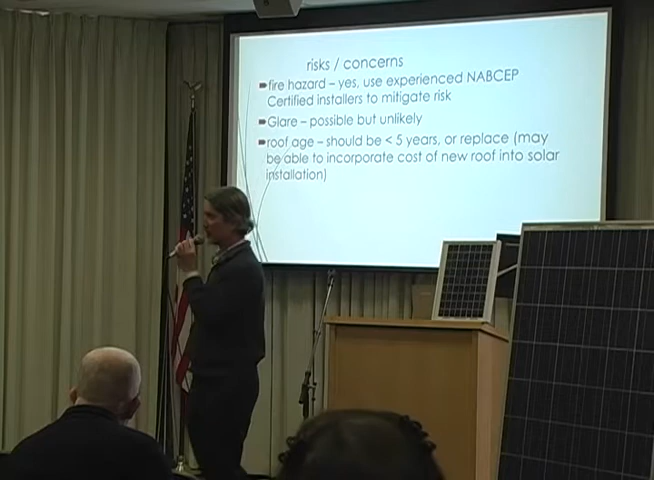 risks / concerns
fire hazard – yes, use experienced NABCEP
Certified installers to mitigate risk
Glare – possible but unlikely
roof age – should be < 5 years, or replace (may
be able to incorporate cost of new roof into solar
installation)